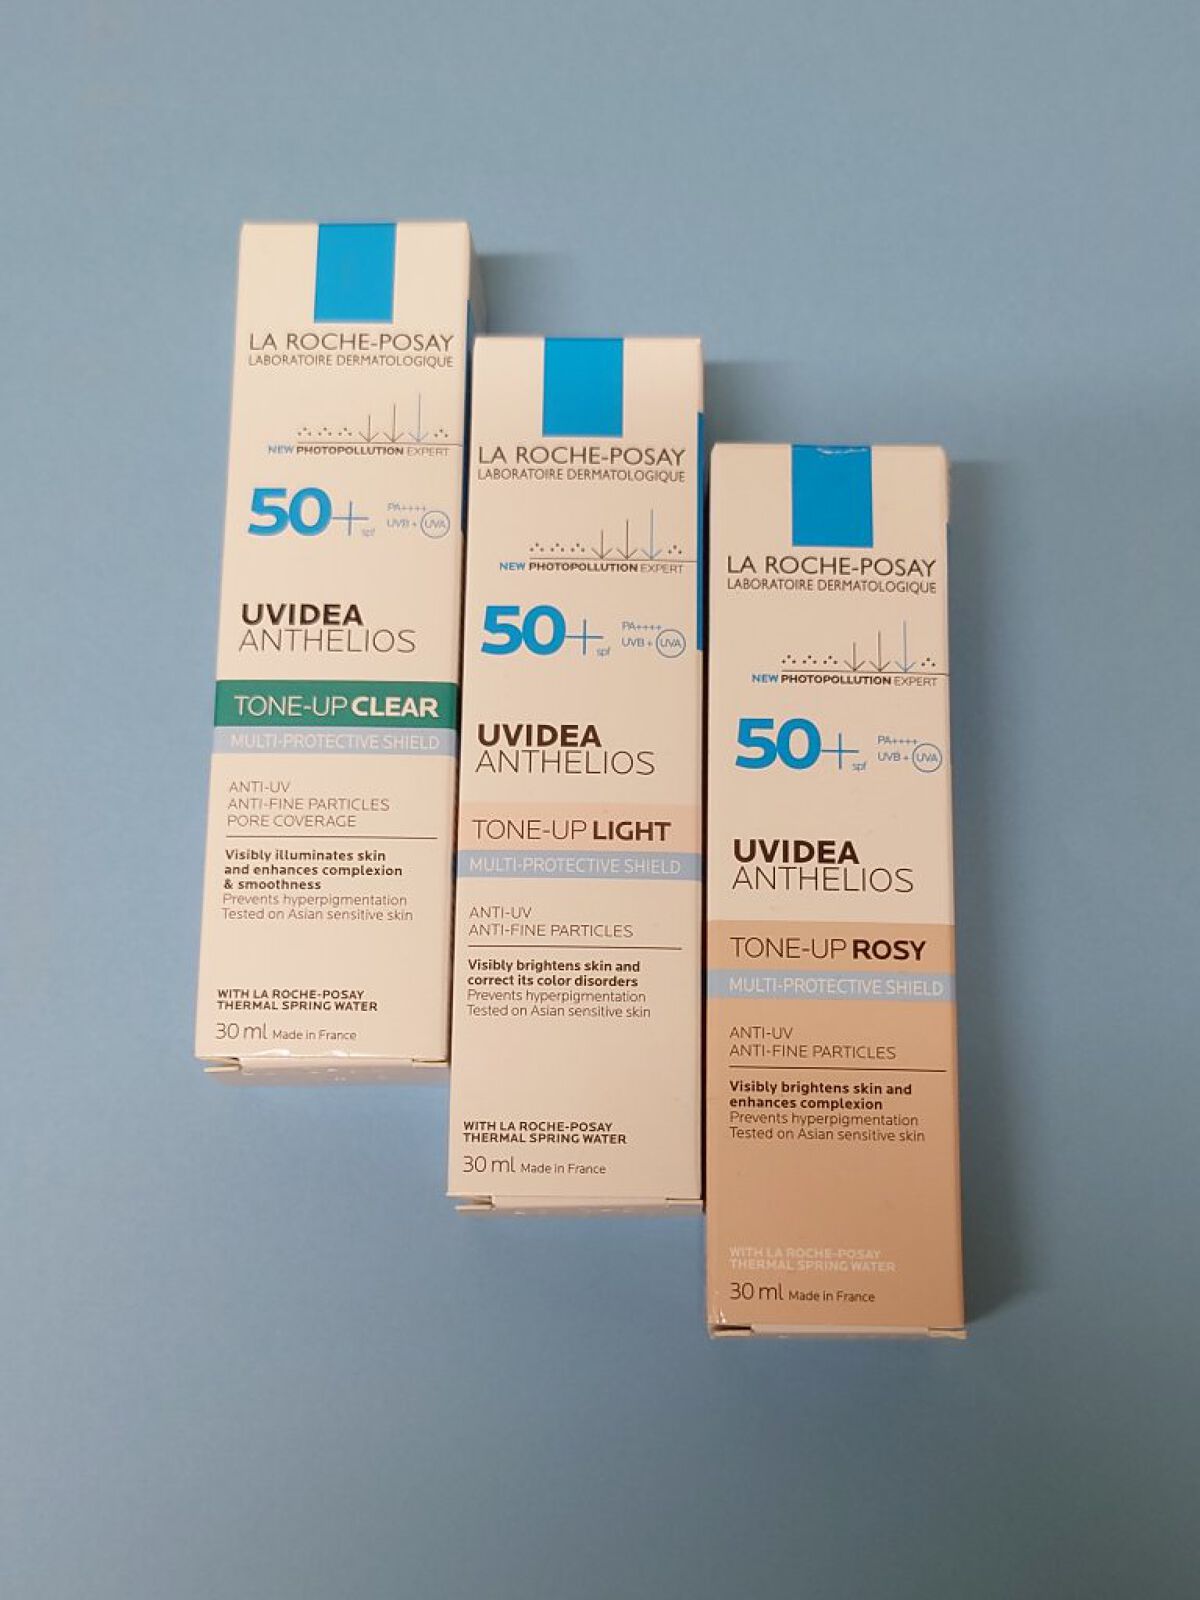 LA ROCHE-POSAY
LABORATOIRE DERMATOLOGIQUE
NEW PHOTOPOLLUTION EXPERT
50+ spf
PA++++
UVB + UVA
UVIDEA
ANTHELIOS
TONE-UP CLEAR
MULTI-PROTECTIVE SHIELD
ANTI-UV
ANTI-FINE PARTICLES
PORE COVERAGE
Visibly illuminates skin
and enhances complexion
& smoothness
Prevents hyperpigmentation
Tested on Asian sensitive skin
WITH LA ROCHE-POSAY
THERMAL SPRING WATER
30 ml Made in France
LA ROCHE-POSAY
LABORATOIRE DERMATOLOGIQUE
NEW PHOTOPOLLUTION EXPERT
50+ spf
PA++++
UVB + UVA
UVIDEA
ANTHELIOS
TONE-UP LIGHT
MULTI-PROTECTIVE SHIELD
ANTI-UV
ANTI-FINE PARTICLES
Visibly brightens skin and
correct its color disorders
Prevents hyperpigmentation
Tested on Asian sensitive skin
WITH LA ROCHE-POSAY
THERMAL SPRING WATER
30 ml Made in France
LA ROCHE-POSAY
LABORATOIRE DERMATOLOGIQUE
NEW PHOTOPOLLUTION EXPERT
50+ spf
PA++++
UVB + UVA
UVIDEA
ANTHELIOS
TONE-UP ROSY
MULTI-PROTECTIVE SHIELD
ANTI-UV
ANTI-FINE PARTICLES
Visibly brightens skin and
enhances complexion
Prevents hyperpigmentation
Tested on Asian sensitive skin
WITH LA ROCHE-POSAY
THERMAL SPRING WATER
30 ml Made in France